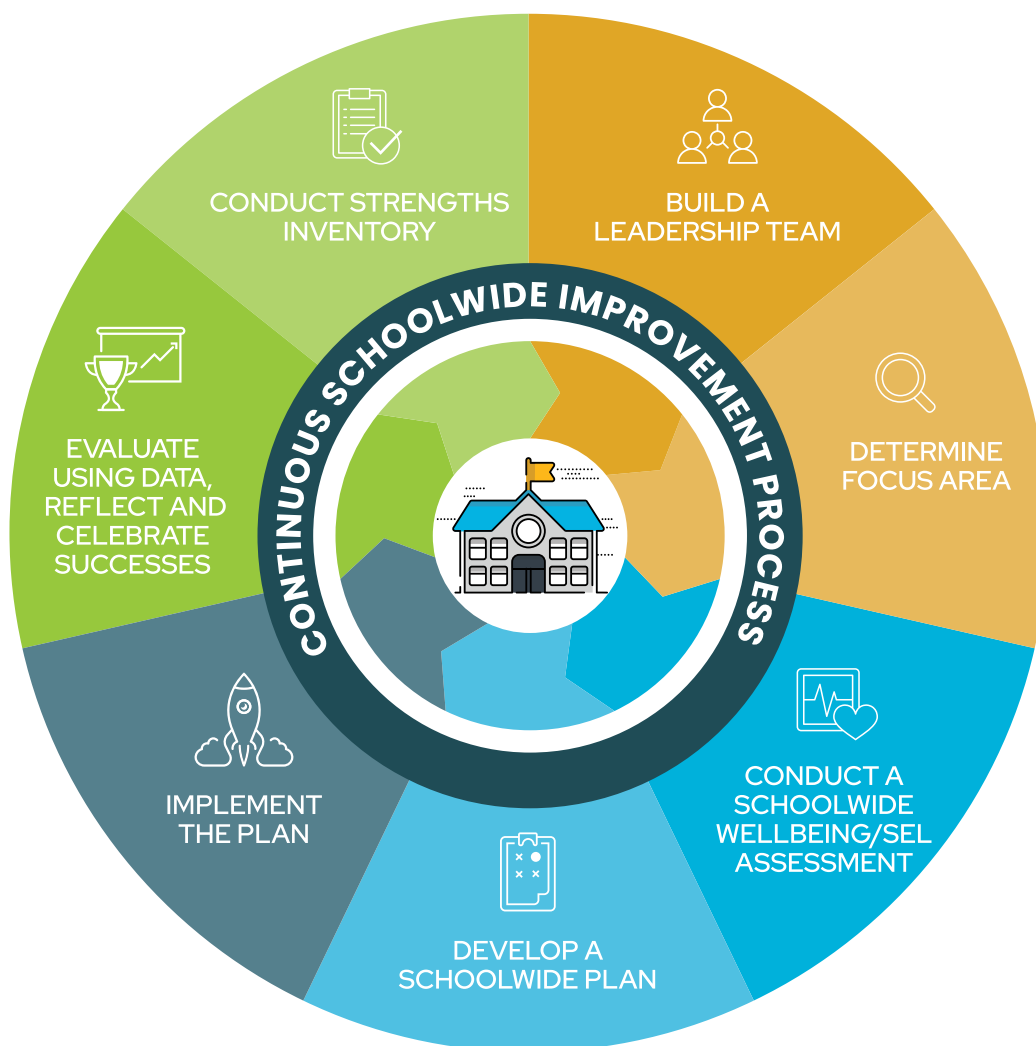 CONTINUOUS SCHOOLWIDE IMPROVEMENT PROCESS
BUILD A
LEADERSHIP TEAM
DETERMINE
FOCUS AREA
CONDUCT A
SCHOOLWIDE
WELLBEING/SEL
ASSESSMENT
DEVELOP A
SCHOOLWIDE PLAN
IMPLEMENT
THE PLAN
EVALUATE
USING DATA,
REFLECT AND
CELEBRATE
SUCCESSES
CONDUCT STRENGTHS
INVENTORY